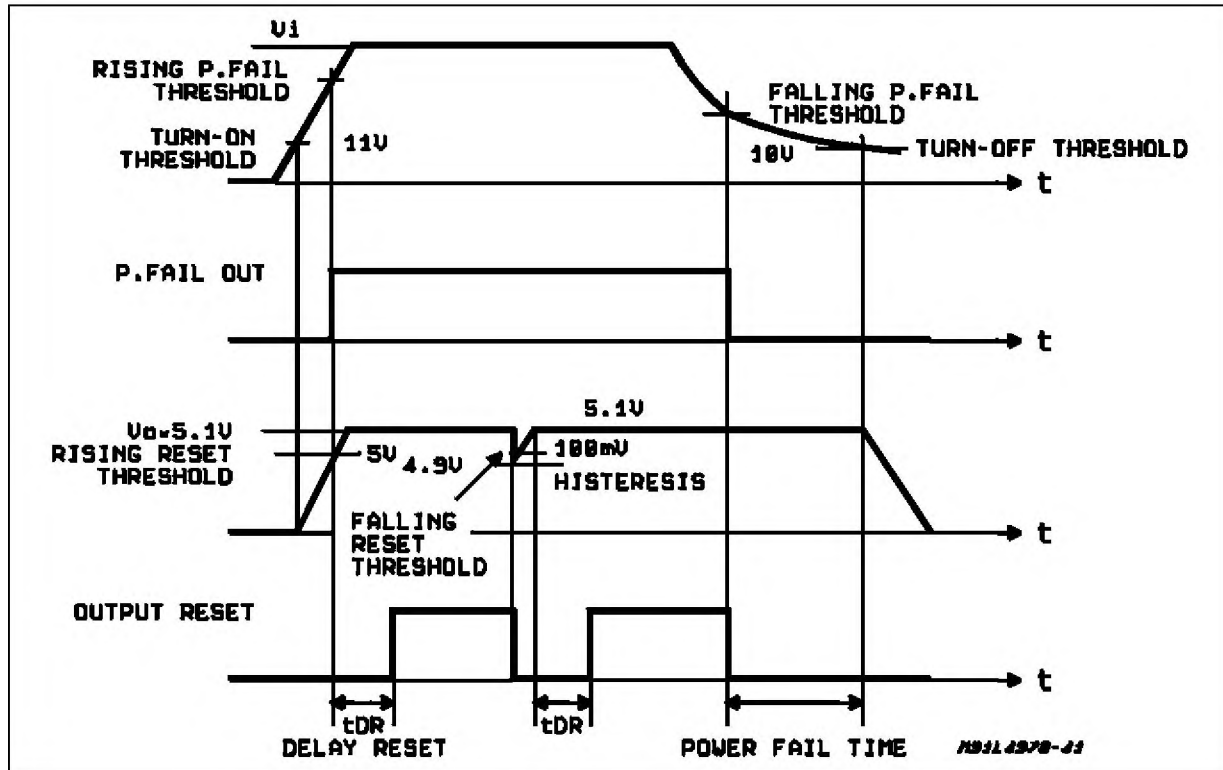 Vi
RISING P.FAIL
THRESHOLD
TURN-ON
THRESHOLD
11V
FALLING P.FAIL
THRESHOLD
10V
TURN-OFF THRESHOLD
t
P.FAIL OUT
t
Vo=5.1V
RISING RESET
THRESHOLD
5V
4.9V
5.1V
100mV
HISTERESIS
FALLING
RESET
THRESHOLD
t
OUTPUT RESET
t
tDR
tDR
DELAY RESET
POWER FAIL TIME